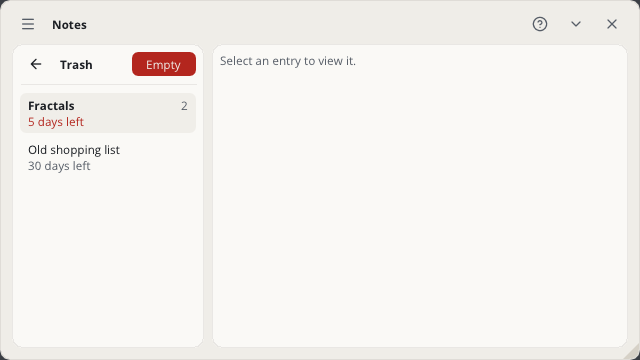 Notes
Trash
Empty
Fractals 2
5 days left
Old shopping list
30 days left
Select an entry to view it.